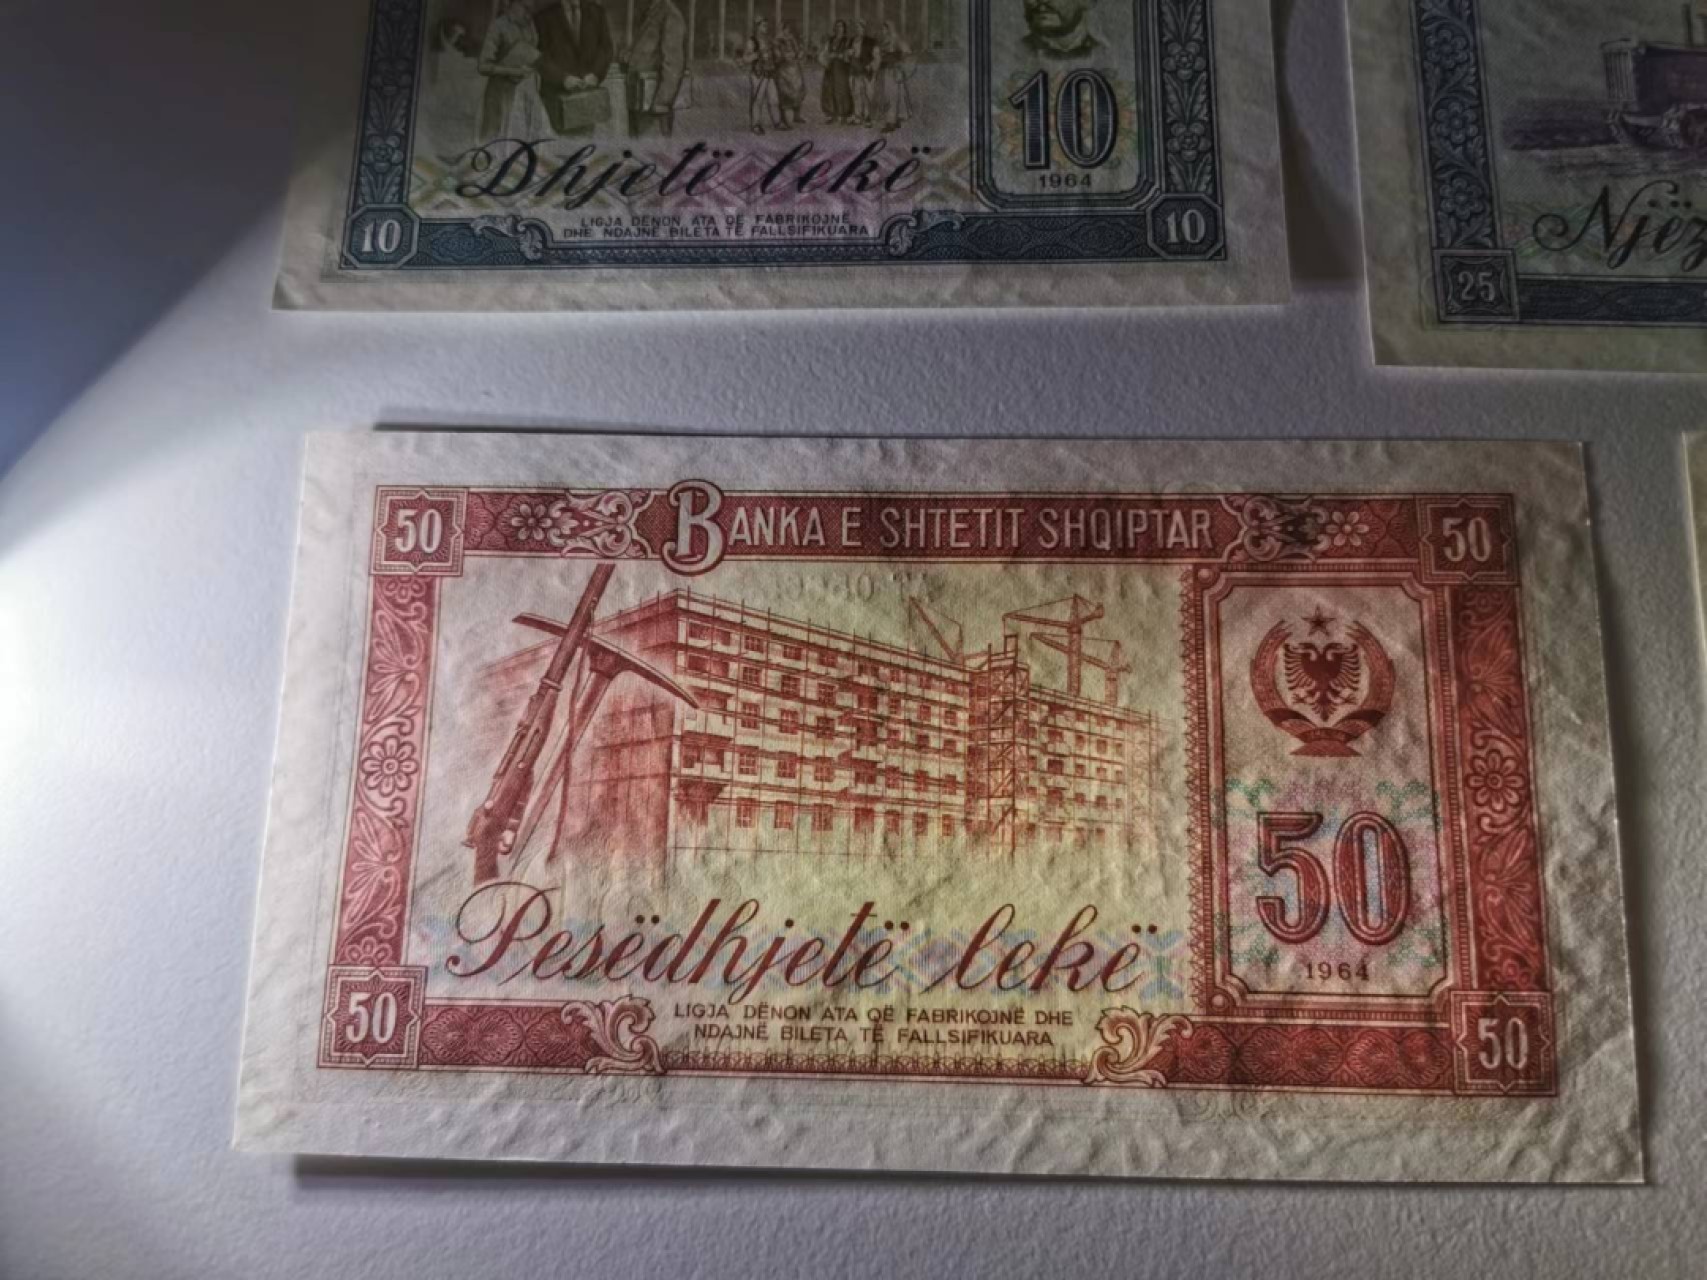 Dhjetë lekë
10
1964
10
LIGJA DËNON ATA QË FABRIKOJNË
DHE NDAJNË BILETA TË FALLSIFIKUARA
10
25
50
BANKA E SHTETIT SHQIPTAR
50
Pesëdhjetë lekë
50
1964
50
LIGJA DËNON ATA QË FABRIKOJNË DHE
NDAJNË BILETA TË FALLSIFIKUARA
50